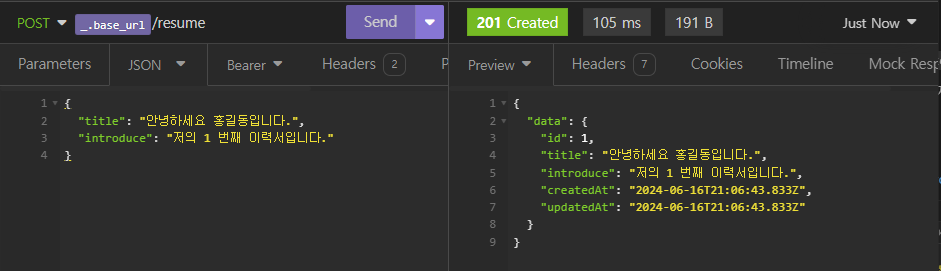 POST _.base_url /resume Send
201 Created 105 ms 191 B Just Now
Parameters JSON Bearer Headers 2 P
Preview Headers 7 Cookies Timeline Mock Resp
1 {
2 "title": "안녕하세요 홍길동입니다.",
3 "introduce": "저의 1 번째 이력서입니다."
4 }
1 {
2 "data": {
3 "id": 1,
4 "title": "안녕하세요 홍길동입니다.",
5 "introduce": "저의 1 번째 이력서입니다.",
6 "createdAt": "2024-06-16T21:06:43.833Z",
7 "updatedAt": "2024-06-16T21:06:43.833Z"
8 }
9 }